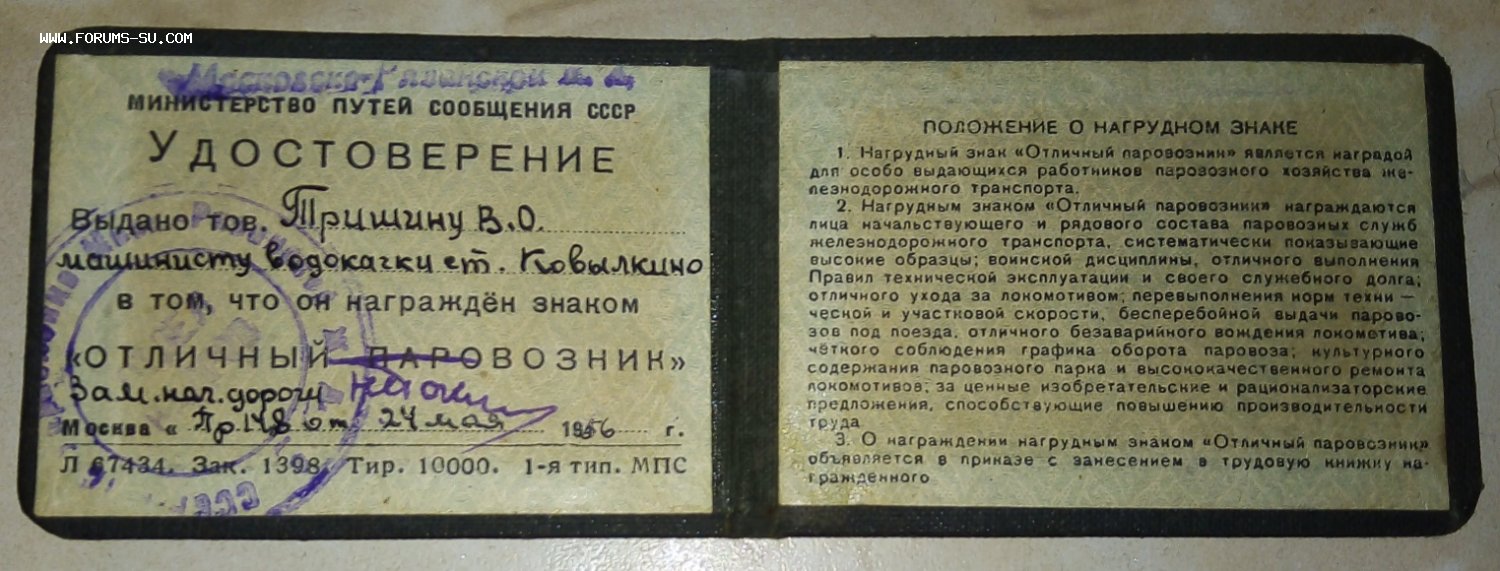 WWW.FORUMS-SU.COM
Московско-Рязанской ж. д.
МИНИСТЕРСТВО ПУТЕЙ СООБЩЕНИЯ СССР
УДОСТОВЕРЕНИЕ
Выдано тов. Тришину В.О.
машинисту водокачки ст. Ковылкино
в том, что он награждён знаком
«ОТЛИЧНЫЙ ПАРОВОЗНИК»
Зам. нач. дороги
Москва « Пр 148 от 24 мая 1956 г.
Л 67434. Зак. 1398. Тир. 10000. 1-я тип. МПС
СССР
ПОЛОЖЕНИЕ О НАГРУДНОМ ЗНАКЕ
1. Нагрудный знак «Отличный паровозник» является наградой
для особо выдающихся работников паровозного хозяйства же-
лезнодорожного транспорта.
2. Нагрудным знаком «Отличный паровозник» награждаются
лица начальствующего и рядового состава паровозных служб
железнодорожного транспорта, систематически показывающие
высокие образцы; воинской дисциплины, отличного выполнения
Правил технической эксплуатации и своего служебного долга;
отличного ухода за локомотивом; перевыполнения норм техни —
ческой и участковой скорости, бесперебойной выдачи парово-
зов под поезда, отличного безаварийного вождения локометива;
чёткого соблюдения графика оборота паровоза; культурного
содержания паровозного парка и высококачественного ремонта
локомотивов; за ценные изобретательские и рационализаторские
предложения, способствующие повышению производительности
труда
3. О награждении нагрудным знаком «Отличный паровозник»
объявляется в приказе с занесением в трудовую книжку на-
граждённого